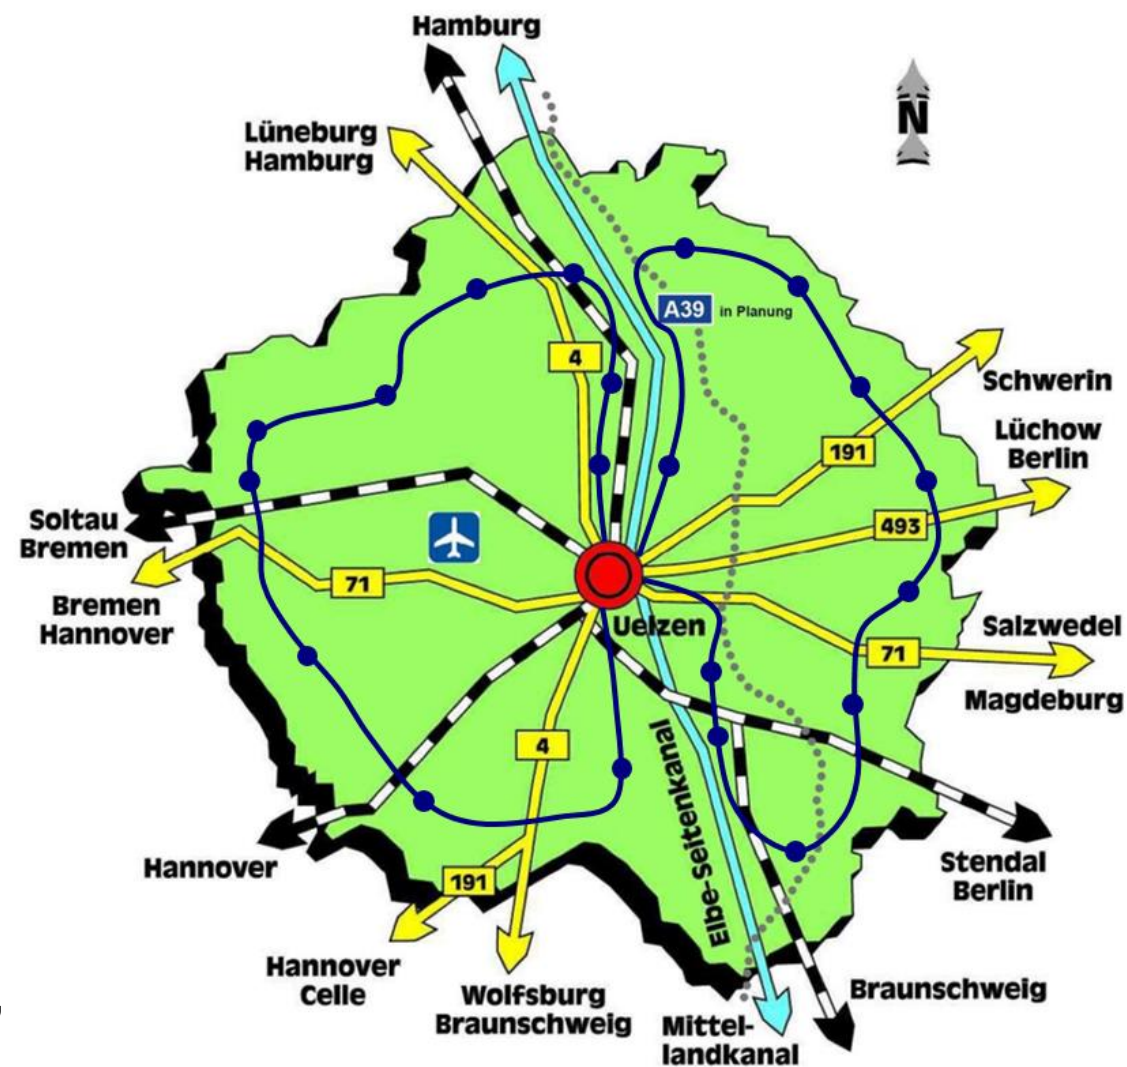 Hamburg
N
Lüneburg
Hamburg
A39 in Planung
4
Schwerin
Lüchow
Berlin
191
493
Soltau
Bremen
71
Bremen
Hannover
Uelzen
Salzwedel
71
Magdeburg
4
Elbe-Seitenkanal
Hannover
191
Stendal
Berlin
Hannover
Celle
Wolfsburg
Braunschweig
Braunschweig
Mittel-
landkanal